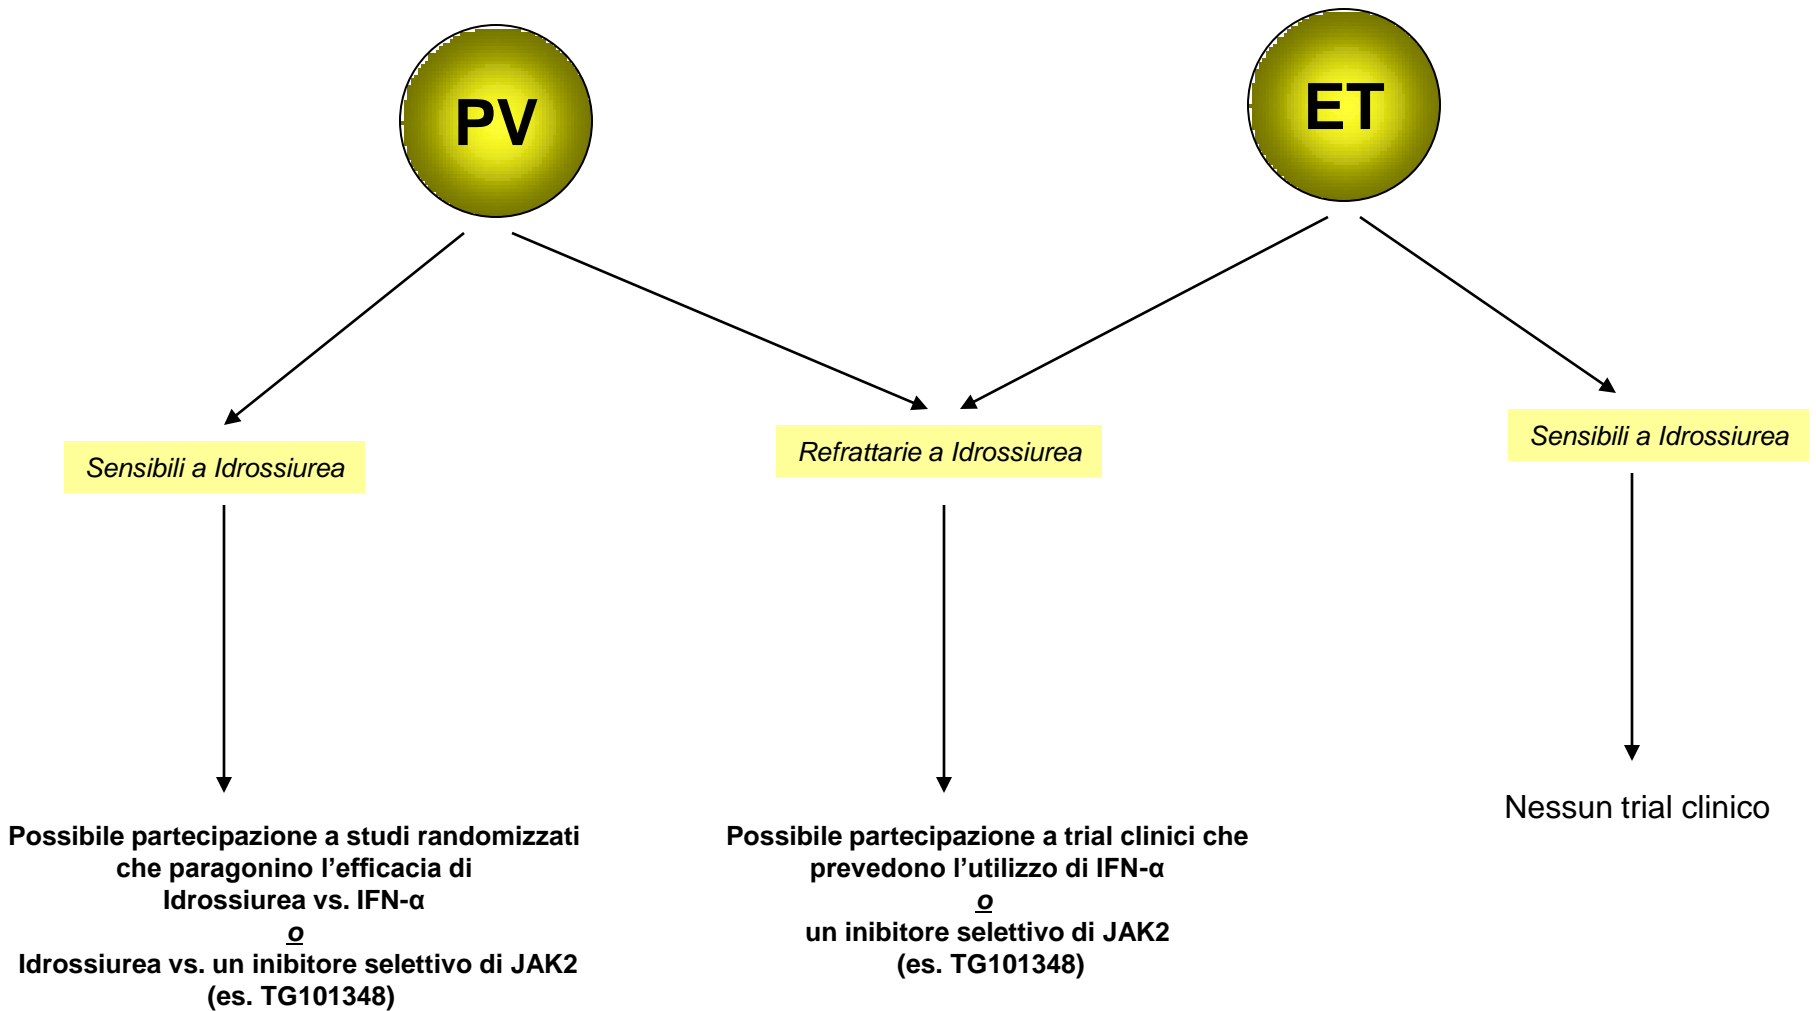 PV
ET
Sensibili a Idrossiurea
Refrattarie a Idrossiurea
Sensibili a Idrossiurea
Possibile partecipazione a studi randomizzati
che paragonino l’efficacia di
Idrossiurea vs. IFN-α
o
Idrossiurea vs. un inibitore selettivo di JAK2
(es. TG101348)
Possibile partecipazione a trial clinici che
prevedono l’utilizzo di IFN-α
o
un inibitore selettivo di JAK2
(es. TG101348)
Nessun trial clinico